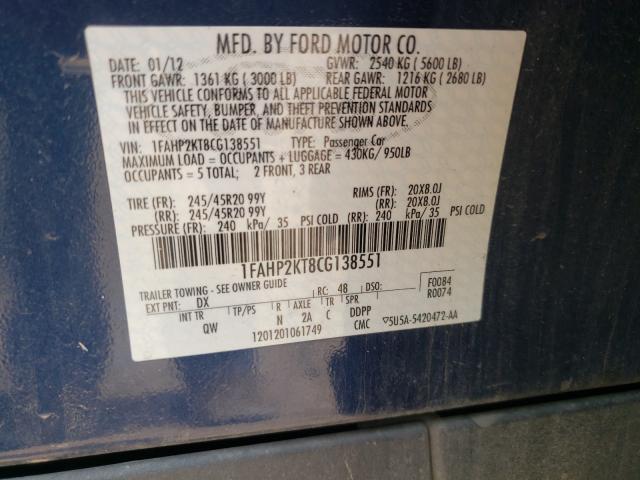 MFD. BY FORD MOTOR CO.
DATE: 01/12 GVWR: 2540 KG ( 5600 LB)
FRONT GAWR: 1361 KG ( 3000 LB) REAR GAWR: 1216 KG ( 2680 LB)
THIS VEHICLE CONFORMS TO ALL APPLICABLE FEDERAL MOTOR
VEHICLE SAFETY, BUMPER, AND THEFT PREVENTION STANDARDS
IN EFFECT ON THE DATE OF MANUFACTURE SHOWN ABOVE.
VIN: 1FAHP2KT8CG138551 TYPE: Passenger Car
MAXIMUM LOAD = OCCUPANTS + LUGGAGE = 430KG/ 950LB
OCCUPANTS = 5 TOTAL; 2 FRONT, 3 REAR
TIRE (FR): 245/45R20 99Y RIMS (FR): 20X8.0J
(RR): 245/45R20 99Y (RR): 20X8.0J
PRESSURE (FR): 240 kPa/ 35 PSI COLD (RR): 240 kPa/ 35 PSI COLD
1FAHP2KT8CG138551
TRAILER TOWING - SEE OWNER GUIDE
EXT PNT: DX RC: 48 DSO: F0084
R0074
INT TR TP/PS R AXLE TR SPR
QW N 2A C DDPP
1201201061749 CMC ▽5U5A-5420472-AA